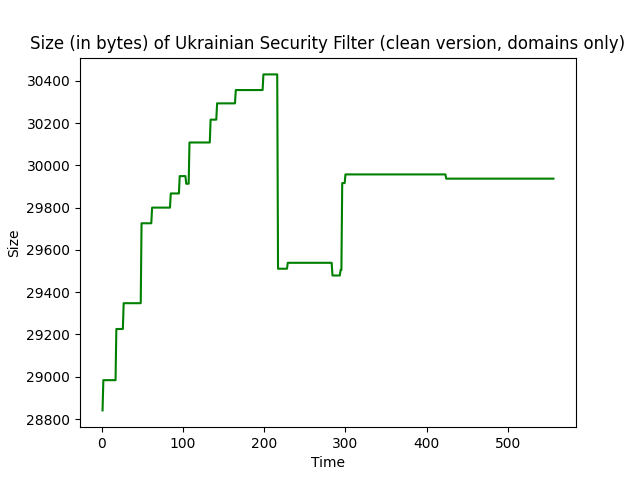 Size (in bytes) of Ukrainian Security Filter (clean version, domains only)
30400
30200
30000
29800
29600
29400
29200
29000
28800
Size
0 100 200 300 400 500
Time